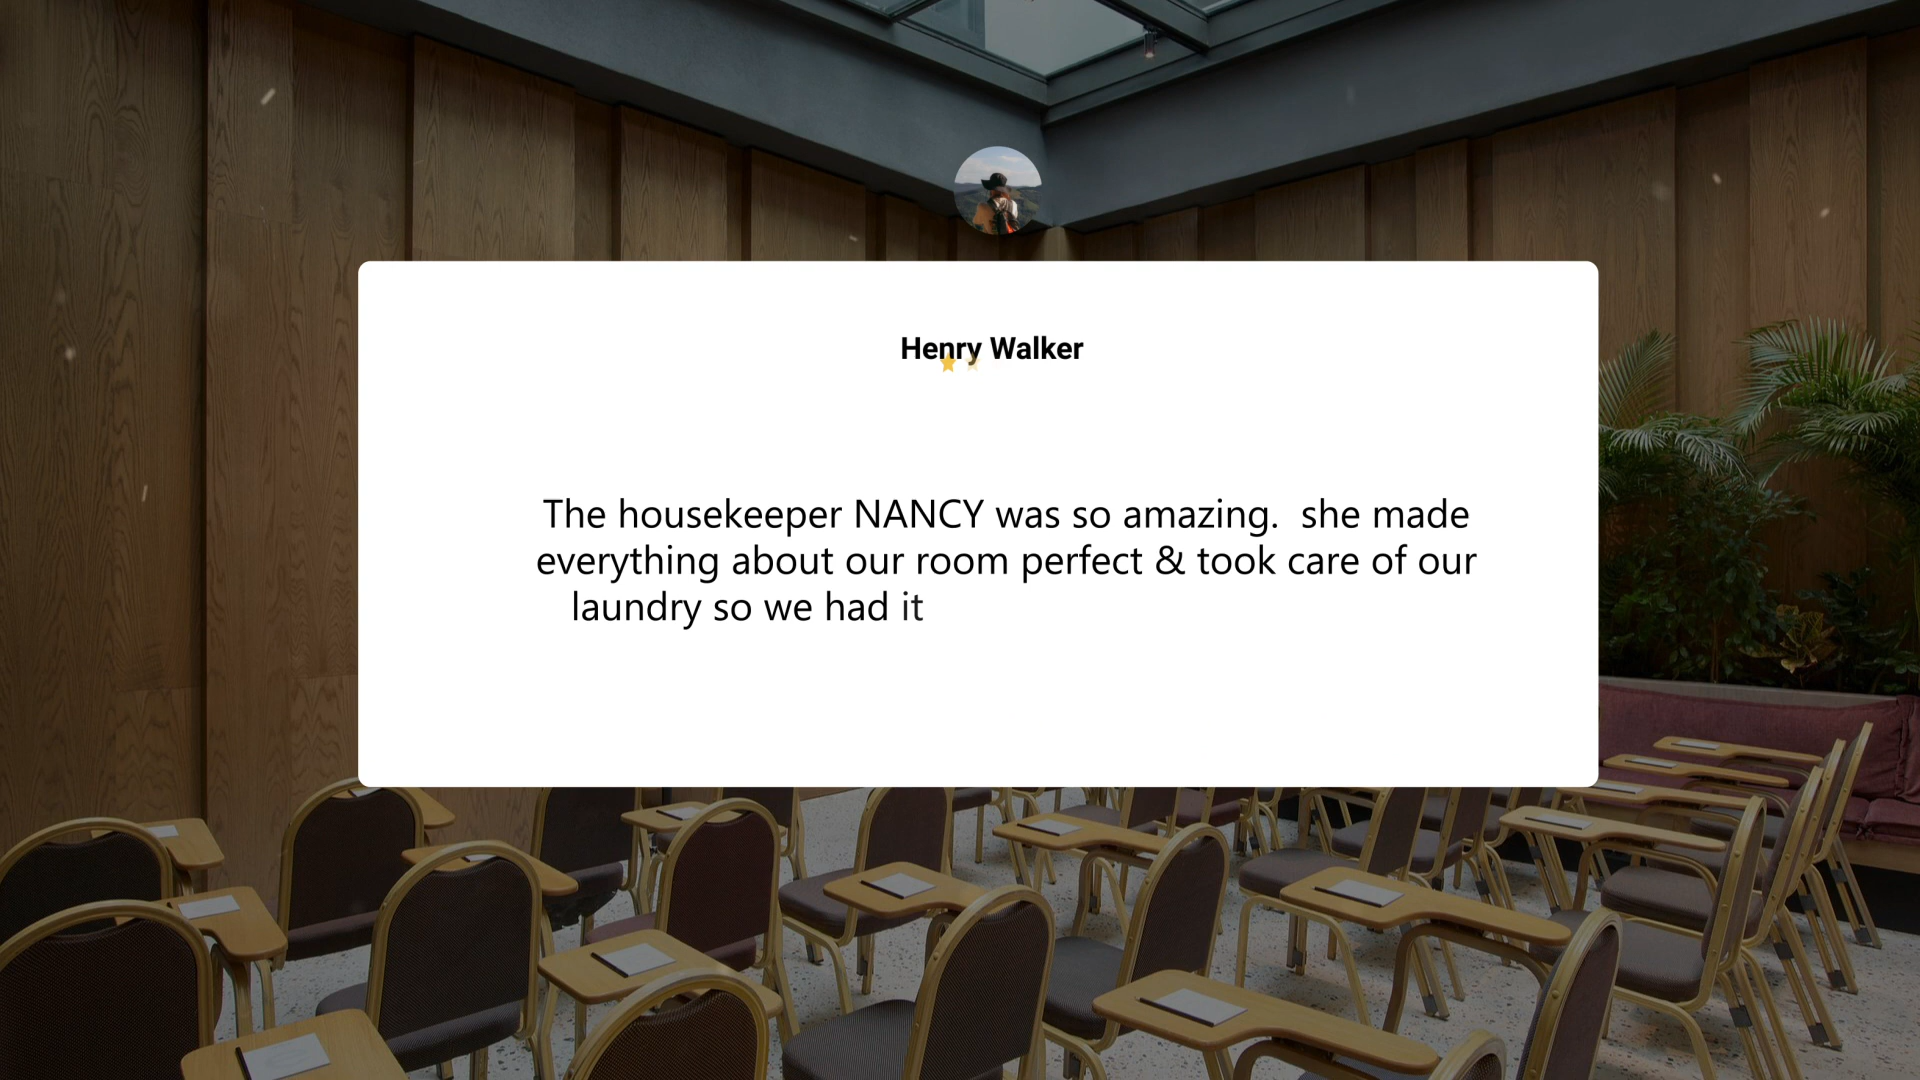 Henry Walker
The housekeeper NANCY was so amazing.  she made
everything about our room perfect & took care of our
laundry so we had it